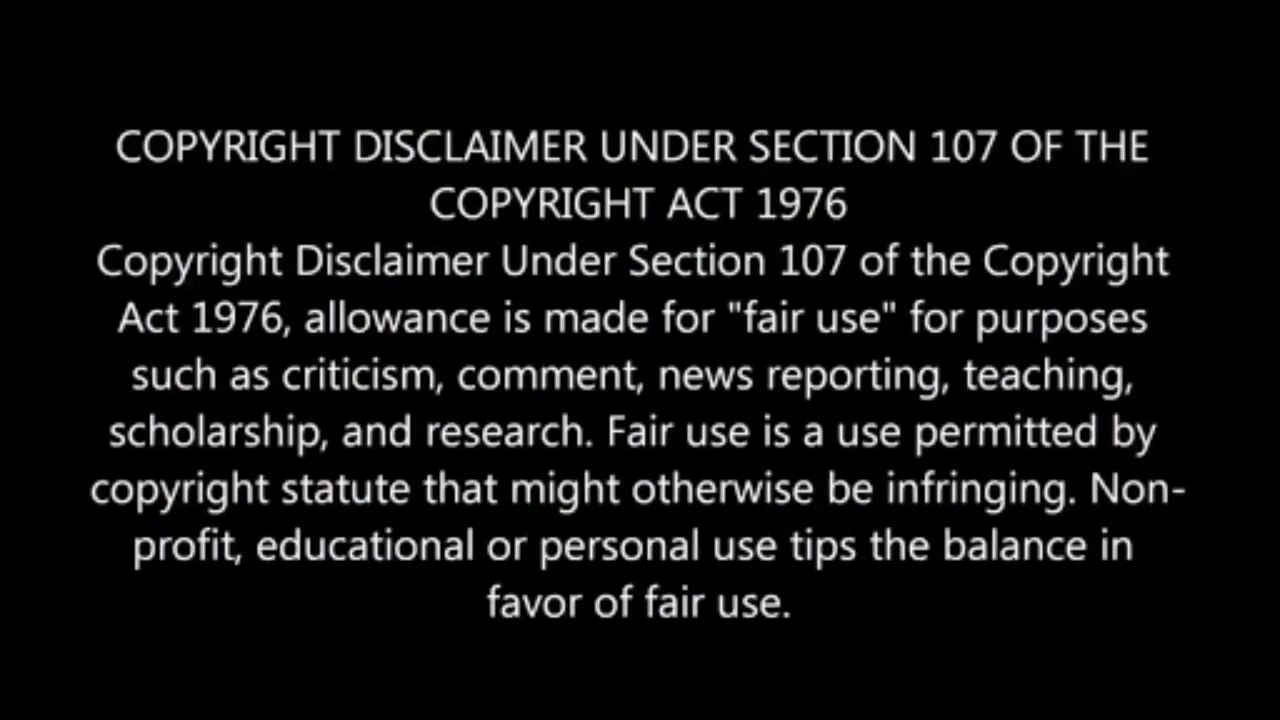 COPYRIGHT DISCLAIMER UNDER SECTION 107 OF THE
COPYRIGHT ACT 1976
Copyright Disclaimer Under Section 107 of the Copyright
Act 1976, allowance is made for "fair use" for purposes
such as criticism, comment, news reporting, teaching,
scholarship, and research. Fair use is a use permitted by
copyright statute that might otherwise be infringing. Non-
profit, educational or personal use tips the balance in
favor of fair use.